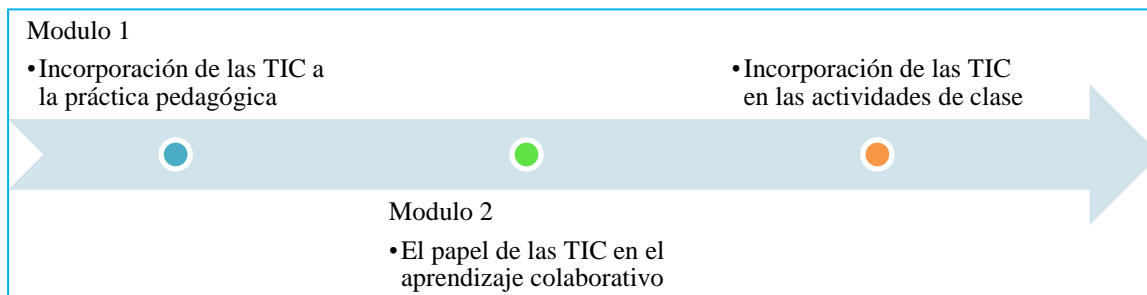 Modulo 1
•Incorporación de las TIC a
la práctica pedagógica
Modulo 2
•El papel de las TIC en el
aprendizaje colaborativo
•Incorporación de las TIC
en las actividades de clase